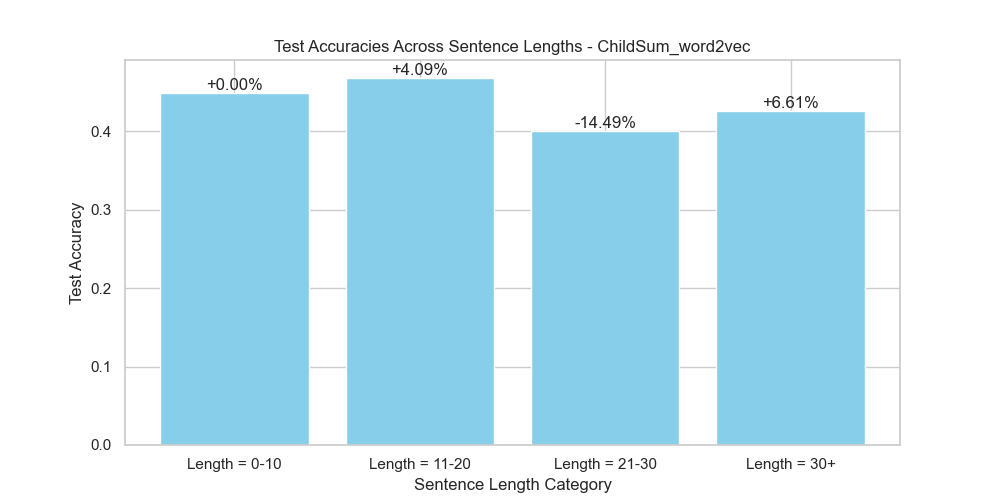 Test Accuracies Across Sentence Lengths - ChildSum_word2vec
+0.00%
+4.09%
-14.49%
+6.61%
Test Accuracy
0.4
0.3
0.2
0.1
0.0
Length = 0-10
Length = 11-20
Length = 21-30
Length = 30+
Sentence Length Category